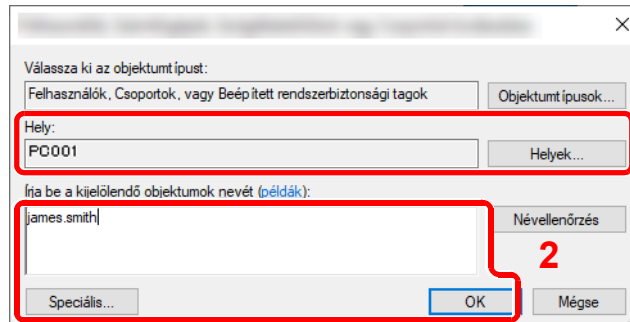 Válassza ki az objektumtípust:
Felhasználók, Csoportok, vagy Beépített rendszerbiztonsági tagok
Objektumtípusok...
Hely:
PC001
Helyek...
Írja be a kijelölendő objektumok nevét (példák):
james.smith
Névellenőrzés
2
Speciális...
OK
Mégse